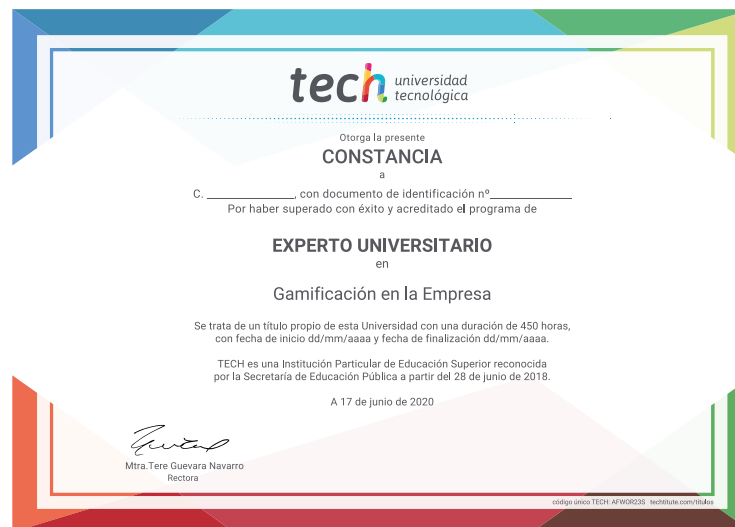 tech universidad
tecnológica
Otorga la presente
CONSTANCIA
a
C. ______________, con documento de identificación nº_____________
Por haber superado con éxito y acreditado el programa de
EXPERTO UNIVERSITARIO
en
Gamificación en la Empresa
Se trata de un título propio de esta Universidad con una duración de 450 horas,
con fecha de inicio dd/mm/aaaa y fecha de finalización dd/mm/aaaa.
TECH es una Institución Particular de Educación Superior reconocida
por la Secretaría de Educación Pública a partir del 28 de junio de 2018.
A 17 de junio de 2020
Mtra.Tere Guevara Navarro
Rectora
código único TECH: AFWOR23S techtitute.com/titulos